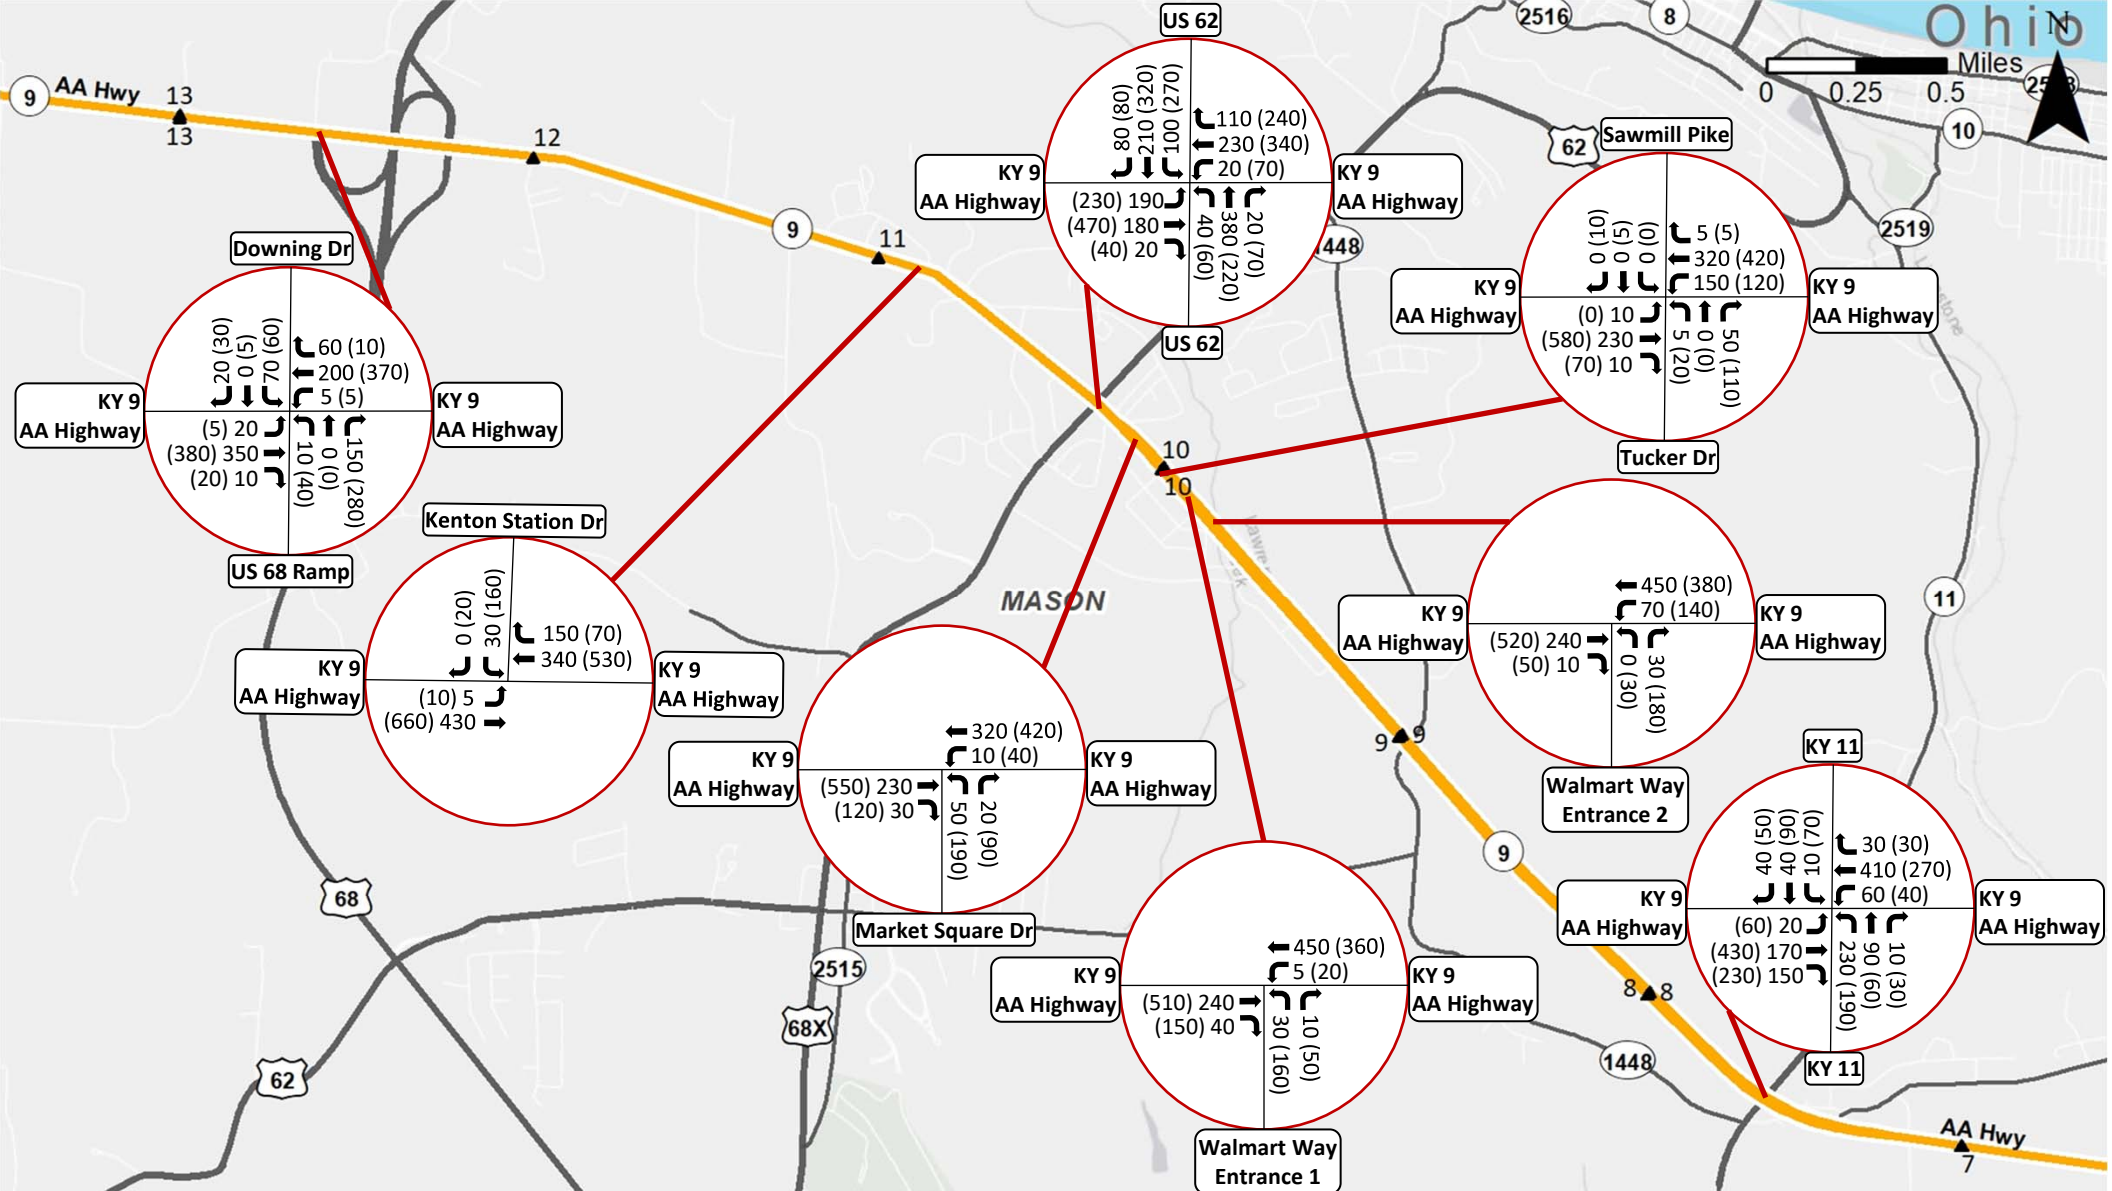 US 62
80 (80)
210 (320)
100 (270)
110 (240)
230 (340)
20 (70)
(230) 190
(470) 180
(40) 20
40 (60)
380 (220)
20 (70)
KY 9
AA Highway
KY 9
AA Highway
US 62
2516
8
Ohio
N
Miles
0 0.25 0.5
10
62
2519
1448
Sawmill Pike
0 (10)
0 (5)
0 (0)
5 (5)
320 (420)
150 (120)
(0) 10
(580) 230
(70) 10
5 (20)
0 (0)
50 (110)
KY 9
AA Highway
KY 9
AA Highway
Tucker Dr
9
AA Hwy
13
13
12
9
11
10
10
Downing Dr
20 (30)
0 (5)
70 (60)
60 (10)
200 (370)
5 (5)
(5) 20
(380) 350
(20) 10
10 (40)
0 (0)
150 (280)
KY 9
AA Highway
KY 9
AA Highway
US 68 Ramp
Kenton Station Dr
0 (20)
30 (160)
150 (70)
340 (530)
(10) 5
(660) 430
KY 9
AA Highway
KY 9
AA Highway
MASON
320 (420)
10 (40)
(550) 230
(120) 30
50 (190)
20 (90)
KY 9
AA Highway
KY 9
AA Highway
Market Square Dr
450 (380)
70 (140)
(520) 240
(50) 10
0 (30)
30 (180)
KY 9
AA Highway
KY 9
AA Highway
Walmart Way
Entrance 2
11
9
9
9
450 (360)
5 (20)
(510) 240
(150) 40
30 (160)
10 (50)
KY 9
AA Highway
KY 9
AA Highway
Walmart Way
Entrance 1
KY 11
40 (50)
40 (90)
10 (70)
30 (30)
410 (270)
60 (40)
(60) 20
(430) 170
(230) 150
230 (190)
90 (60)
10 (30)
KY 9
AA Highway
KY 9
AA Highway
KY 11
8
8
68
2515
68X
62
1448
AA Hwy
7